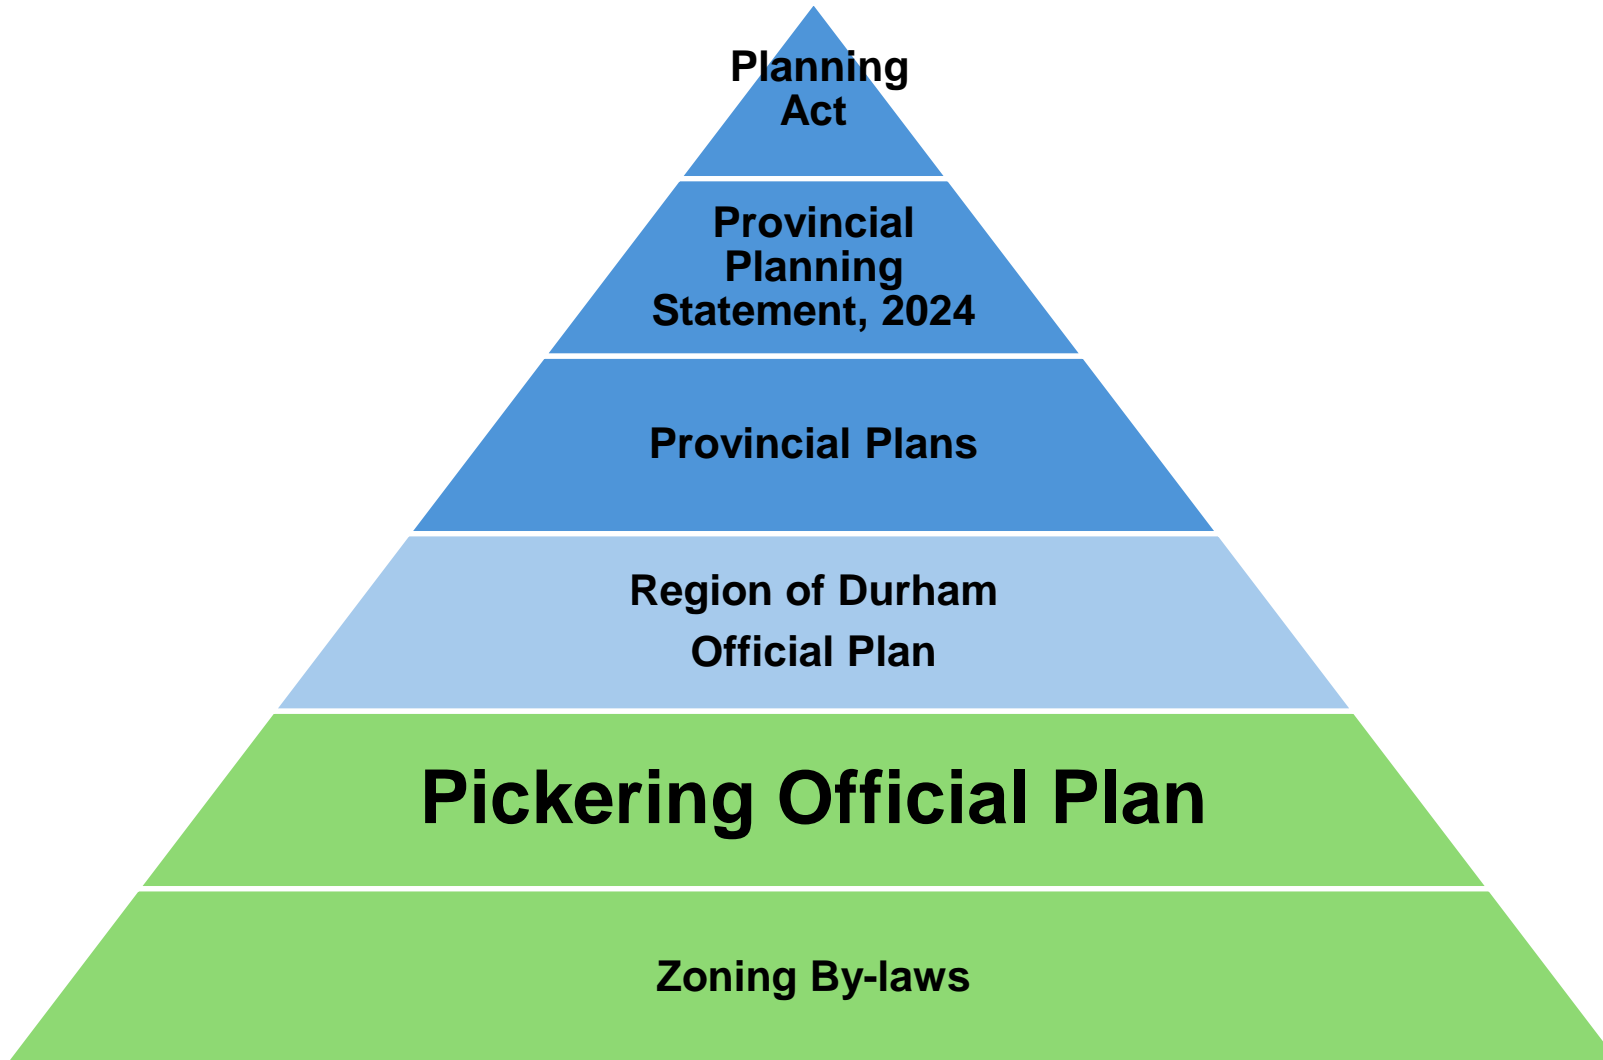 Planning
Act
Provincial
Planning
Statement, 2024
Provincial Plans
Region of Durham
Official Plan
Pickering Official Plan
Zoning By-laws